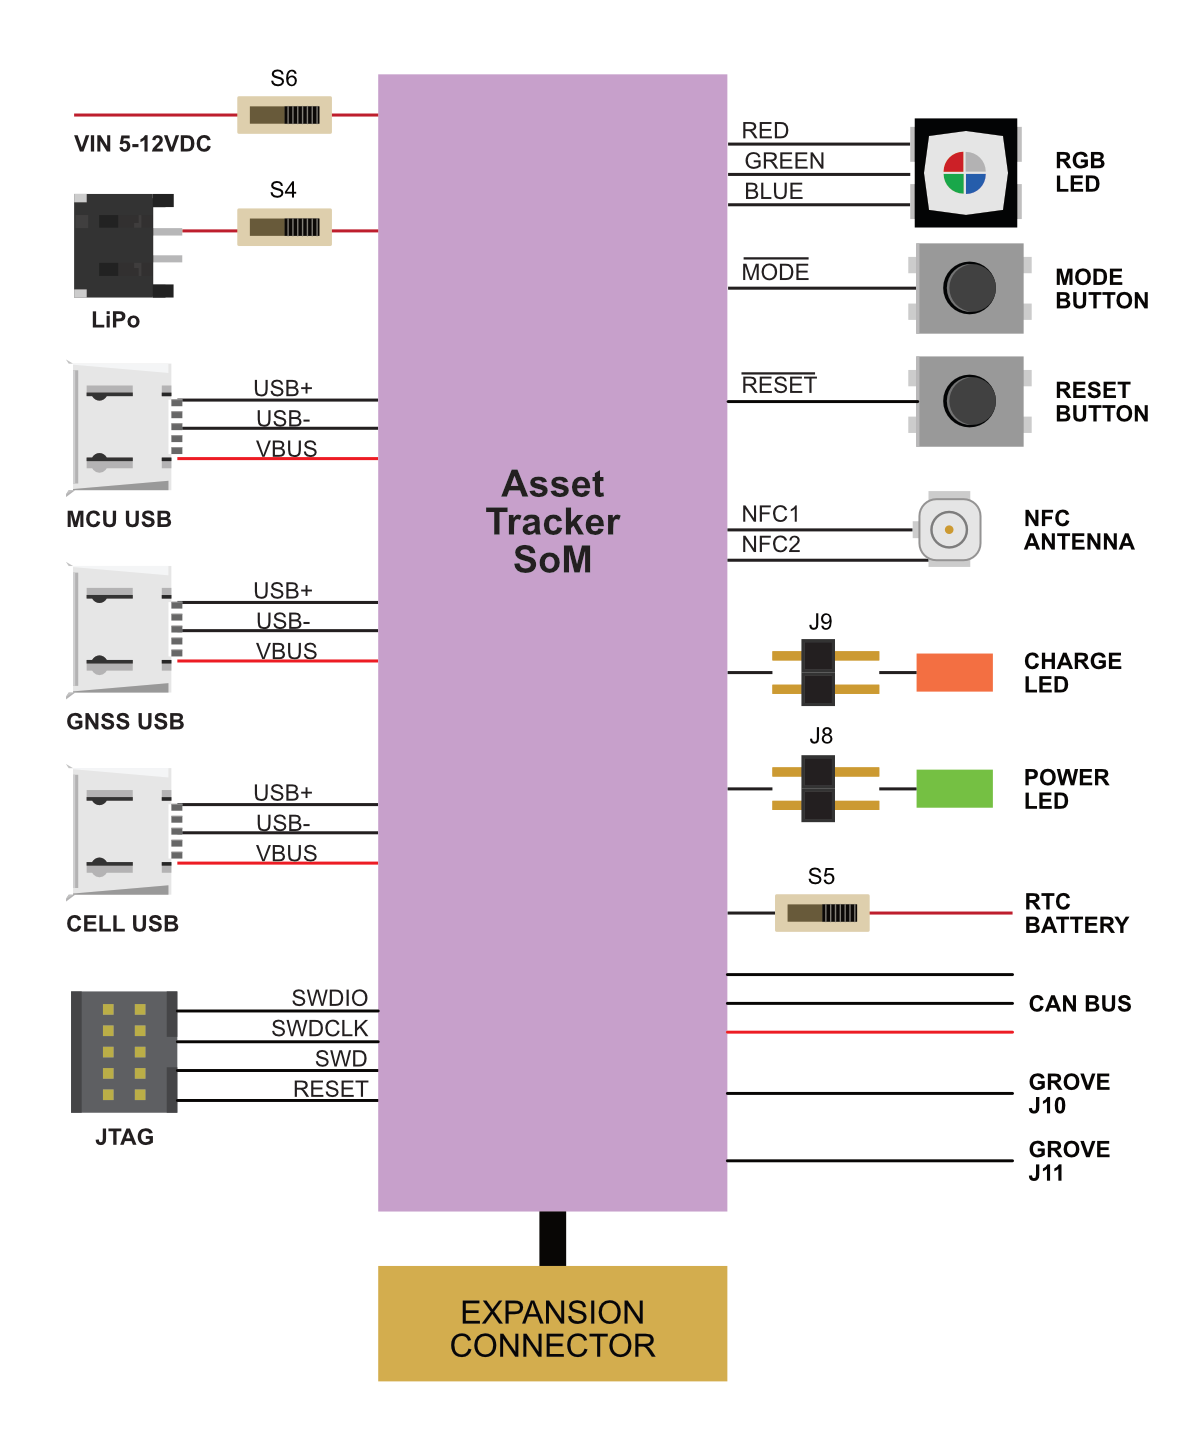 S6
VIN 5-12VDC
S4
LiPo
USB+
USB-
VBUS
MCU USB
USB+
USB-
VBUS
GNSS USB
USB+
USB-
VBUS
CELL USB
SWDIO
SWDCLK
SWD
RESET
JTAG
Asset
Tracker
SoM
RED
GREEN
BLUE
RGB
LED
MODE
MODE
BUTTON
RESET
RESET
BUTTON
NFC1
NFC2
NFC
ANTENNA
J9
CHARGE
LED
J8
POWER
LED
S5
RTC
BATTERY
CAN BUS
GROVE
J10
GROVE
J11
EXPANSION
CONNECTOR